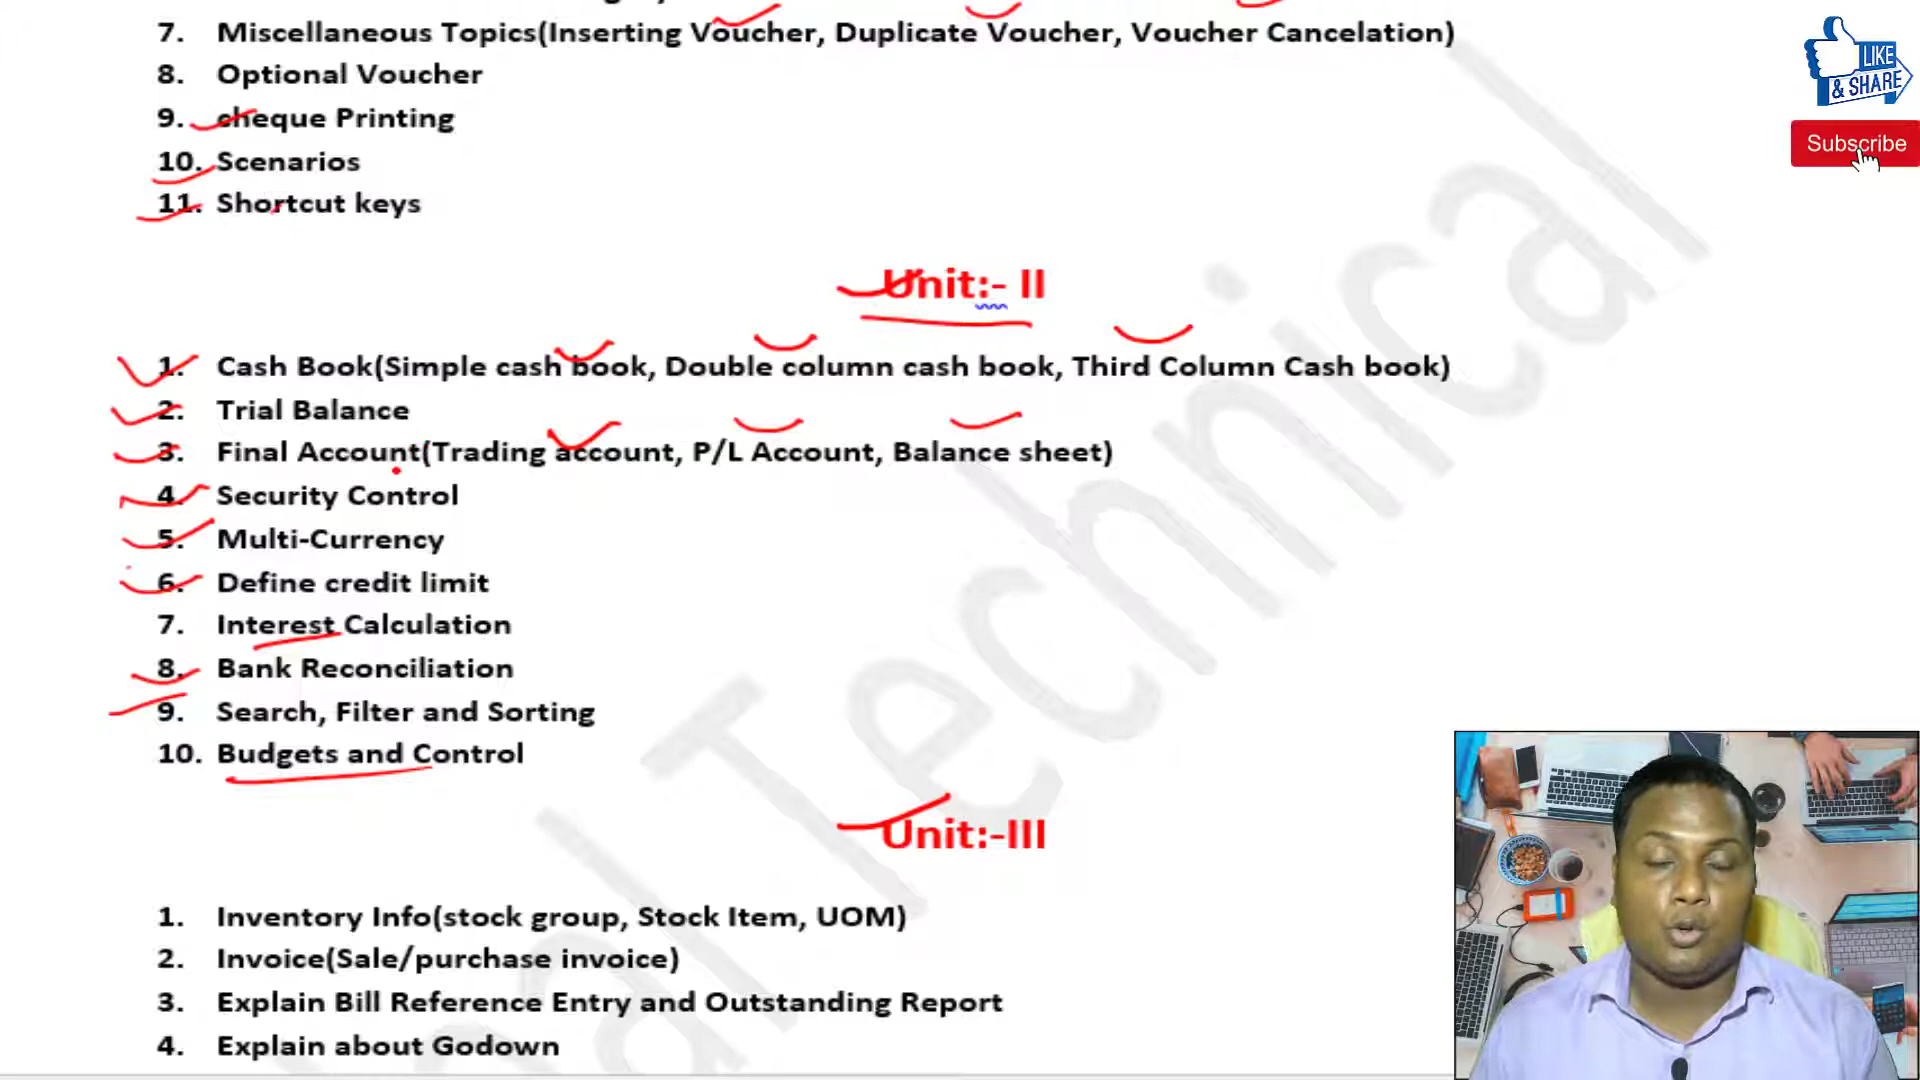 7. Miscellaneous Topics(Inserting Voucher, Duplicate Voucher, Voucher Cancelation)
8. Optional Voucher
9. cheque Printing
10. Scenarios
11. Shortcut keys
LIKE
& SHARE
Subscribe
Unit:- II
1. Cash Book(Simple cash book, Double column cash book, Third Column Cash book)
2. Trial Balance
3. Final Account(Trading account, P/L Account, Balance sheet)
4. Security Control
5. Multi-Currency
6. Define credit limit
7. Interest Calculation
8. Bank Reconciliation
9. Search, Filter and Sorting
10. Budgets and Control
Unit:-III
1. Inventory Info(stock group, Stock Item, UOM)
2. Invoice(Sale/purchase invoice)
3. Explain Bill Reference Entry and Outstanding Report
4. Explain about Godown
Technical